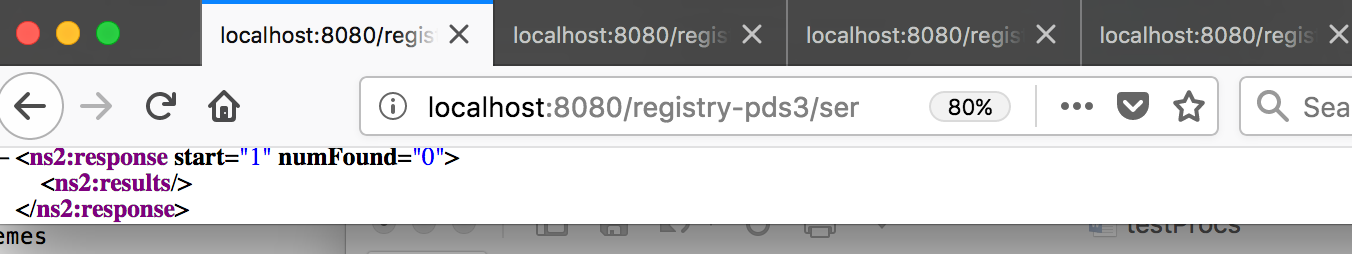 localhost:8080/regis localhost:8080/regis localhost:8080/regis localhost:8080/regis
localhost:8080/registry-pds3/ser 80% Sea
– <ns2:response start="1" numFound="0">
<ns2:results/>
</ns2:response>
emes testProcs